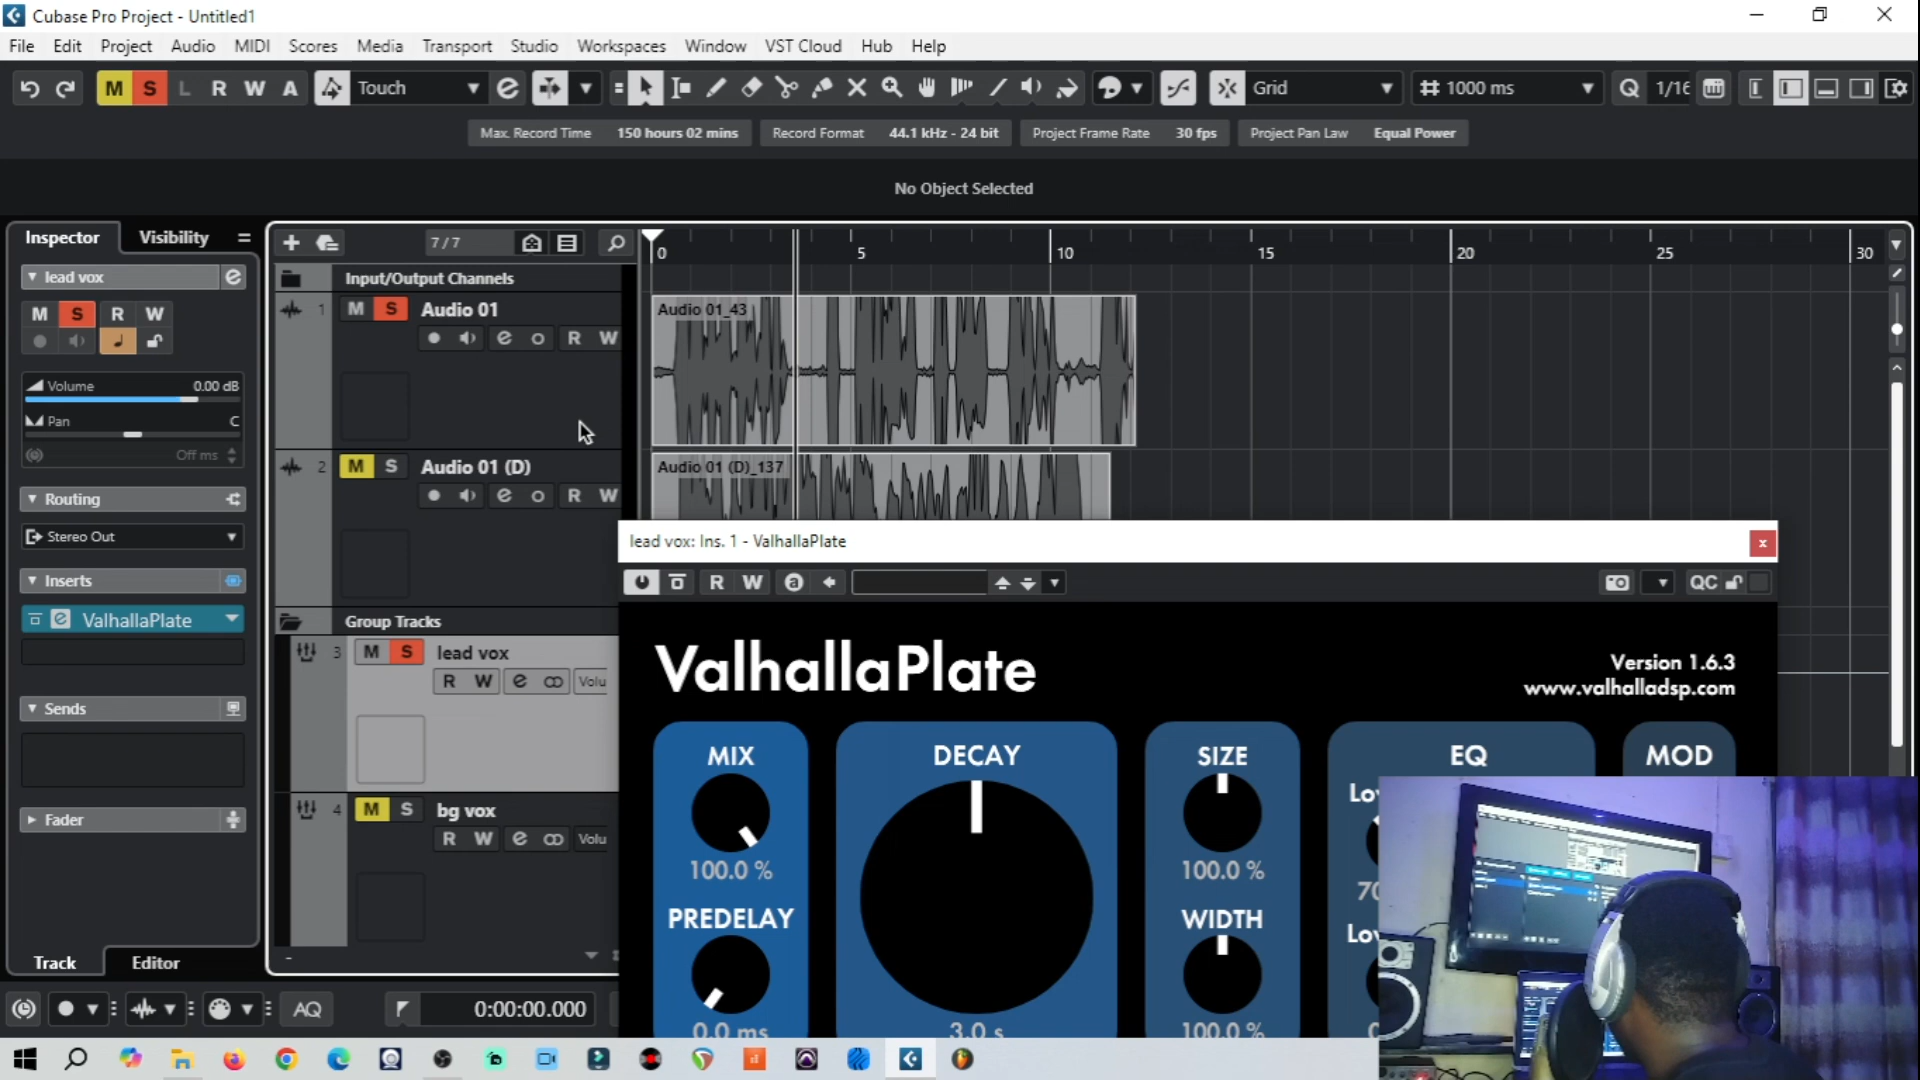 Cubase Pro Project - Untitled1
File Edit Project Audio MIDI Scores Media Transport Studio Workspaces Window VST Cloud Hub Help
M S L R W A Touch Grid 1000 ms Q 1/16
Max. Record Time 150 hours 02 mins Record Format 44.1 kHz - 24 bit Project Frame Rate 30 fps Project Pan Law Equal Power
No Object Selected
Inspector Visibility
7/7
0 5 10 15 20 25 30
lead vox
Input/Output Channels
M S R W
1 M S Audio 01
R W
Audio 01_43
Volume 0.00 dB
Pan C
Off ms
2 M S Audio 01 (D)
R W
Audio 01 (D)_137
Routing
Stereo Out
Inserts
ValhallaPlate
Sends
Fader
Group Tracks
3 M S lead vox
R W Volu
4 M S bg vox
R W Volu
lead vox: Ins. 1 - ValhallaPlate
R W QC
ValhallaPlate
Version 1.6.3
www.valhalladsp.com
MIX DECAY SIZE EQ MOD
100.0 % 100.0 %
PREDELAY WIDTH
0.0 ms 3.0 s 100.0 %
Track Editor
AQ 0:00:00.000